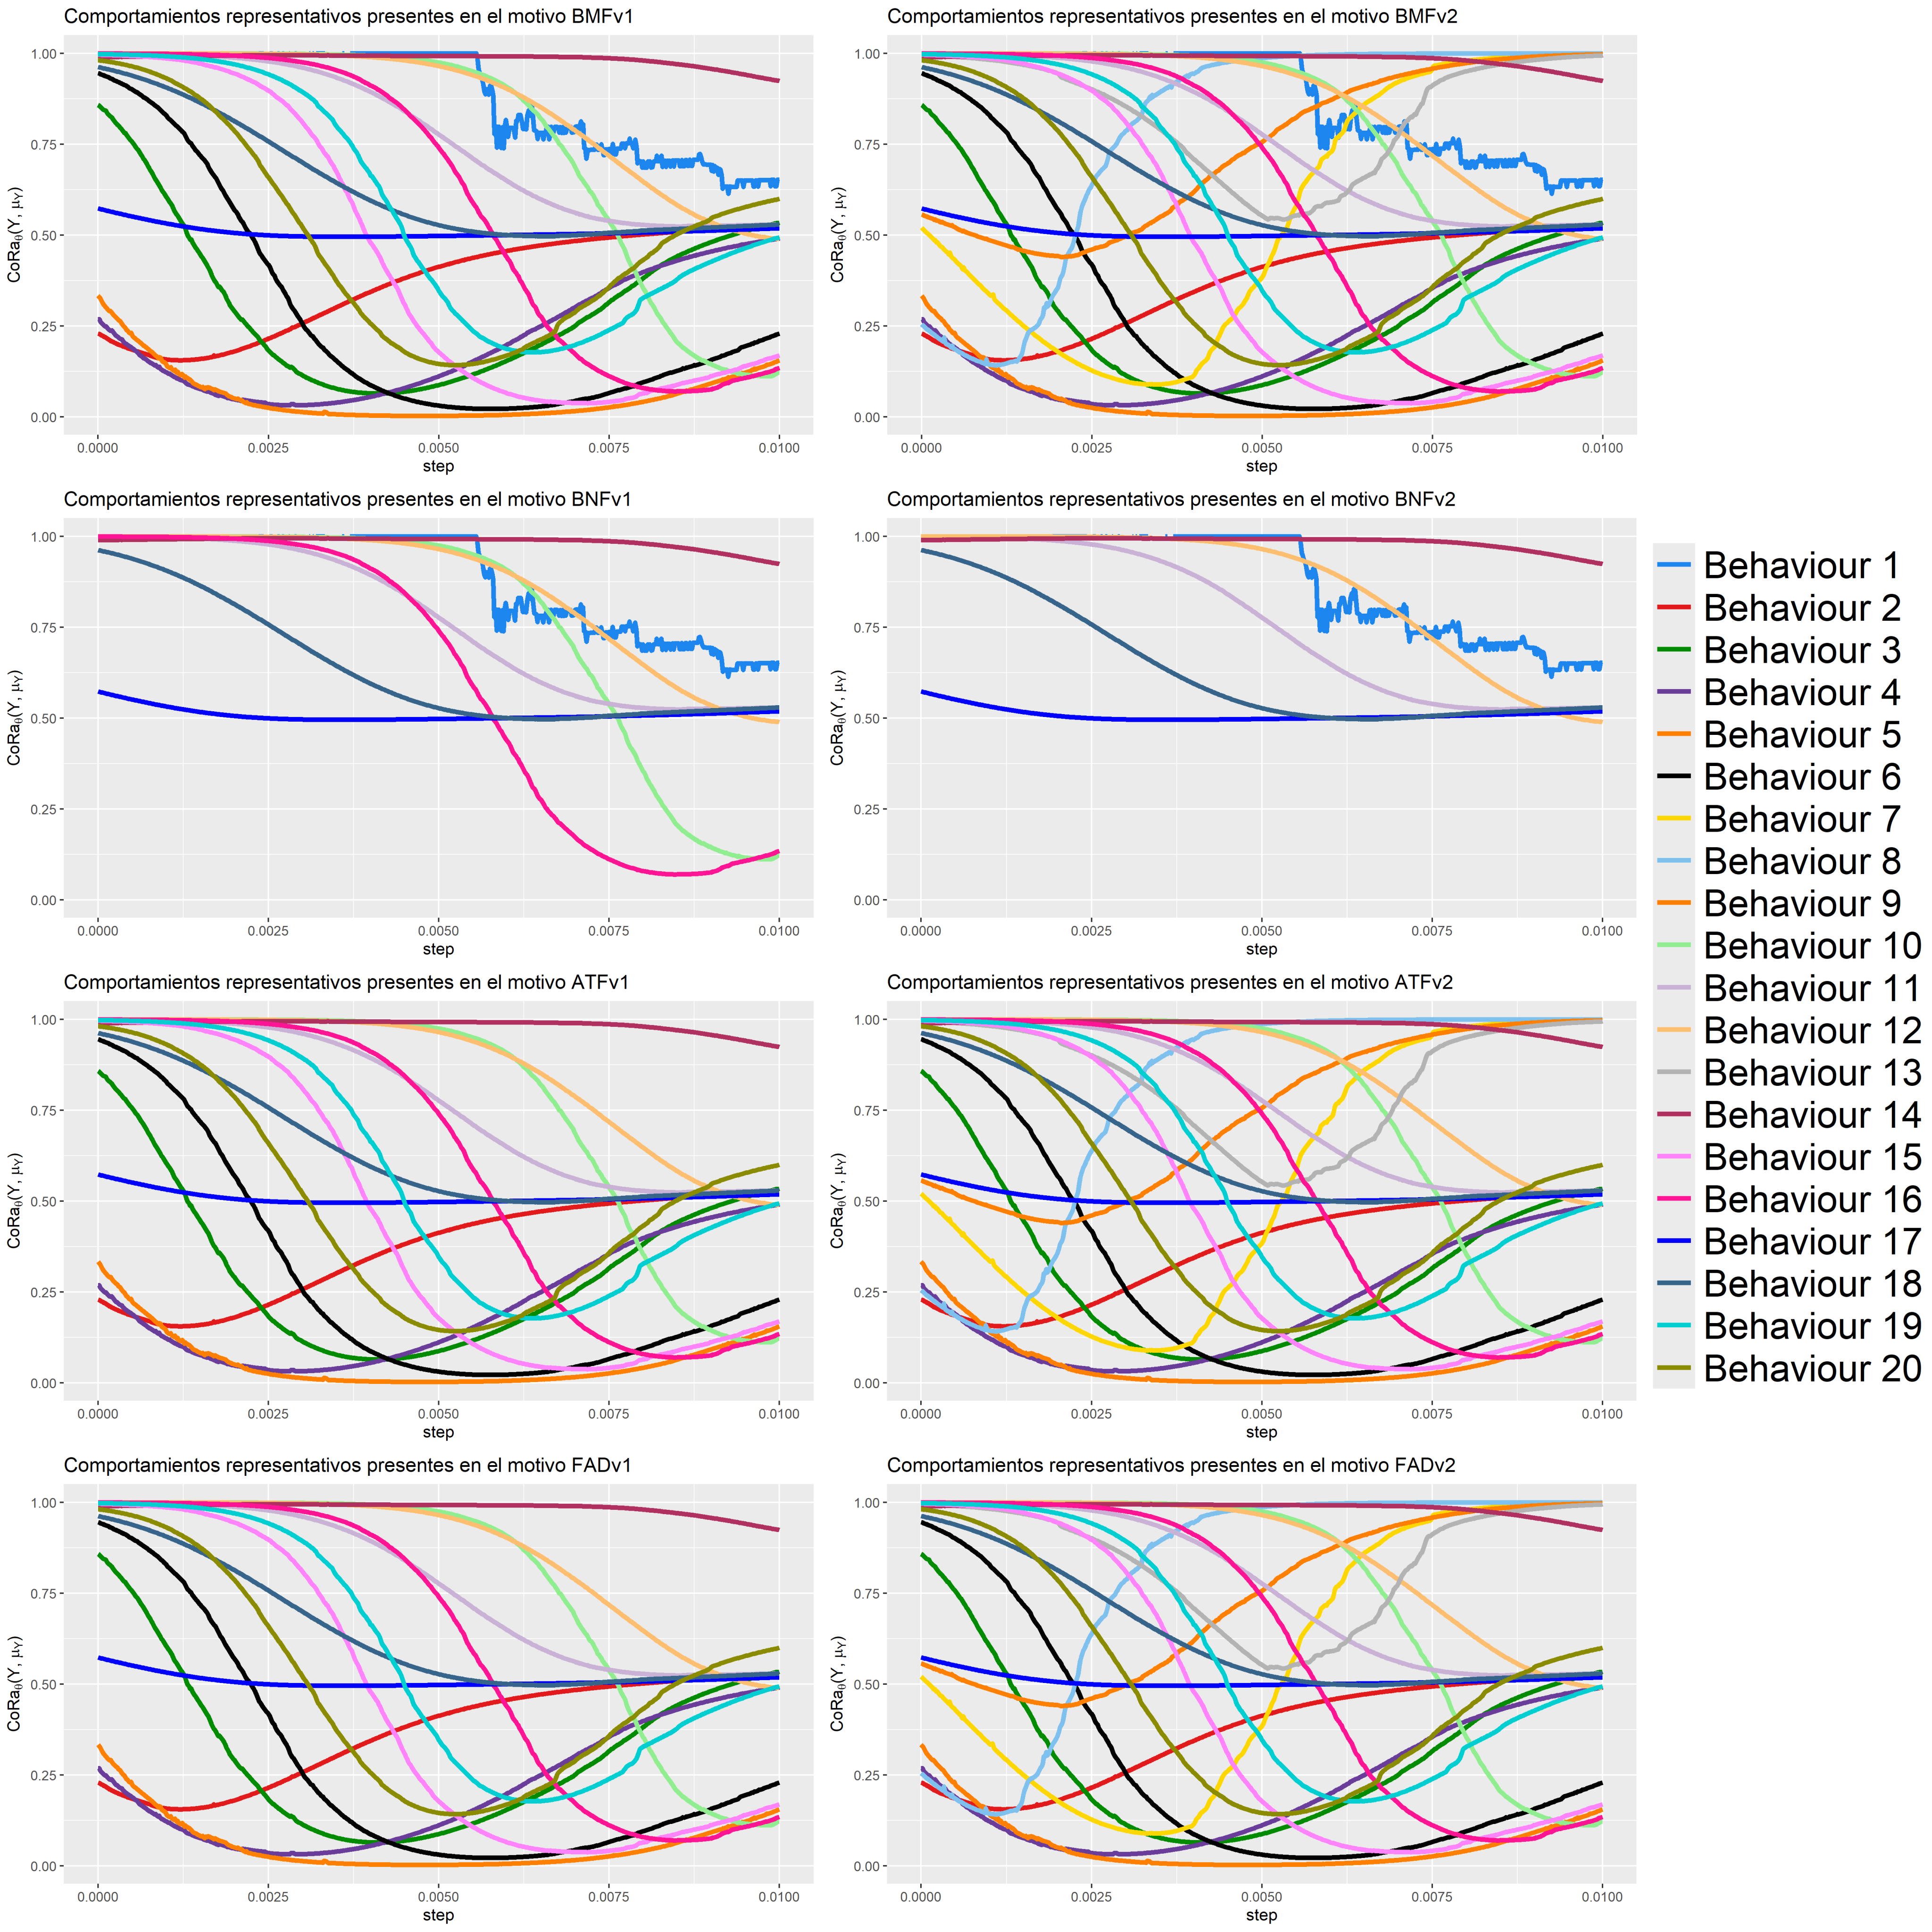 Comportamientos representativos presentes en el motivo BMFv1
CoRaθ(Y, μY)
1.00
0.75
0.50
0.25
0.00
0.0000 0.0025 0.0050 0.0075 0.0100
step
Comportamientos representativos presentes en el motivo BMFv2
CoRaθ(Y, μY)
1.00
0.75
0.50
0.25
0.00
0.0000 0.0025 0.0050 0.0075 0.0100
step
Comportamientos representativos presentes en el motivo BNFv1
CoRaθ(Y, μY)
1.00
0.75
0.50
0.25
0.00
0.0000 0.0025 0.0050 0.0075 0.0100
step
Comportamientos representativos presentes en el motivo BNFv2
CoRaθ(Y, μY)
1.00
0.75
0.50
0.25
0.00
0.0000 0.0025 0.0050 0.0075 0.0100
step
Comportamientos representativos presentes en el motivo ATFv1
CoRaθ(Y, μY)
1.00
0.75
0.50
0.25
0.00
0.0000 0.0025 0.0050 0.0075 0.0100
step
Comportamientos representativos presentes en el motivo ATFv2
CoRaθ(Y, μY)
1.00
0.75
0.50
0.25
0.00
0.0000 0.0025 0.0050 0.0075 0.0100
step
Comportamientos representativos presentes en el motivo FADv1
CoRaθ(Y, μY)
1.00
0.75
0.50
0.25
0.00
0.0000 0.0025 0.0050 0.0075 0.0100
step
Comportamientos representativos presentes en el motivo FADv2
CoRaθ(Y, μY)
1.00
0.75
0.50
0.25
0.00
0.0000 0.0025 0.0050 0.0075 0.0100
step
Behaviour 1
Behaviour 2
Behaviour 3
Behaviour 4
Behaviour 5
Behaviour 6
Behaviour 7
Behaviour 8
Behaviour 9
Behaviour 10
Behaviour 11
Behaviour 12
Behaviour 13
Behaviour 14
Behaviour 15
Behaviour 16
Behaviour 17
Behaviour 18
Behaviour 19
Behaviour 20